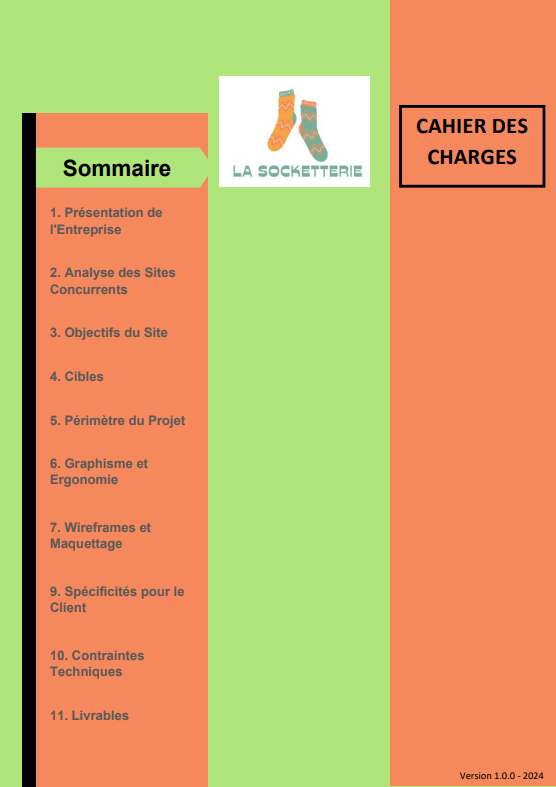 LA SOCKETTERIE
CAHIER DES
CHARGES
Sommaire
1. Présentation de
l'Entreprise
2. Analyse des Sites
Concurrents
3. Objectifs du Site
4. Cibles
5. Périmètre du Projet
6. Graphisme et
Ergonomie
7. Wireframes et
Maquettage
9. Spécificités pour le
Client
10. Contraintes
Techniques
11. Livrables
Version 1.0.0 - 2024